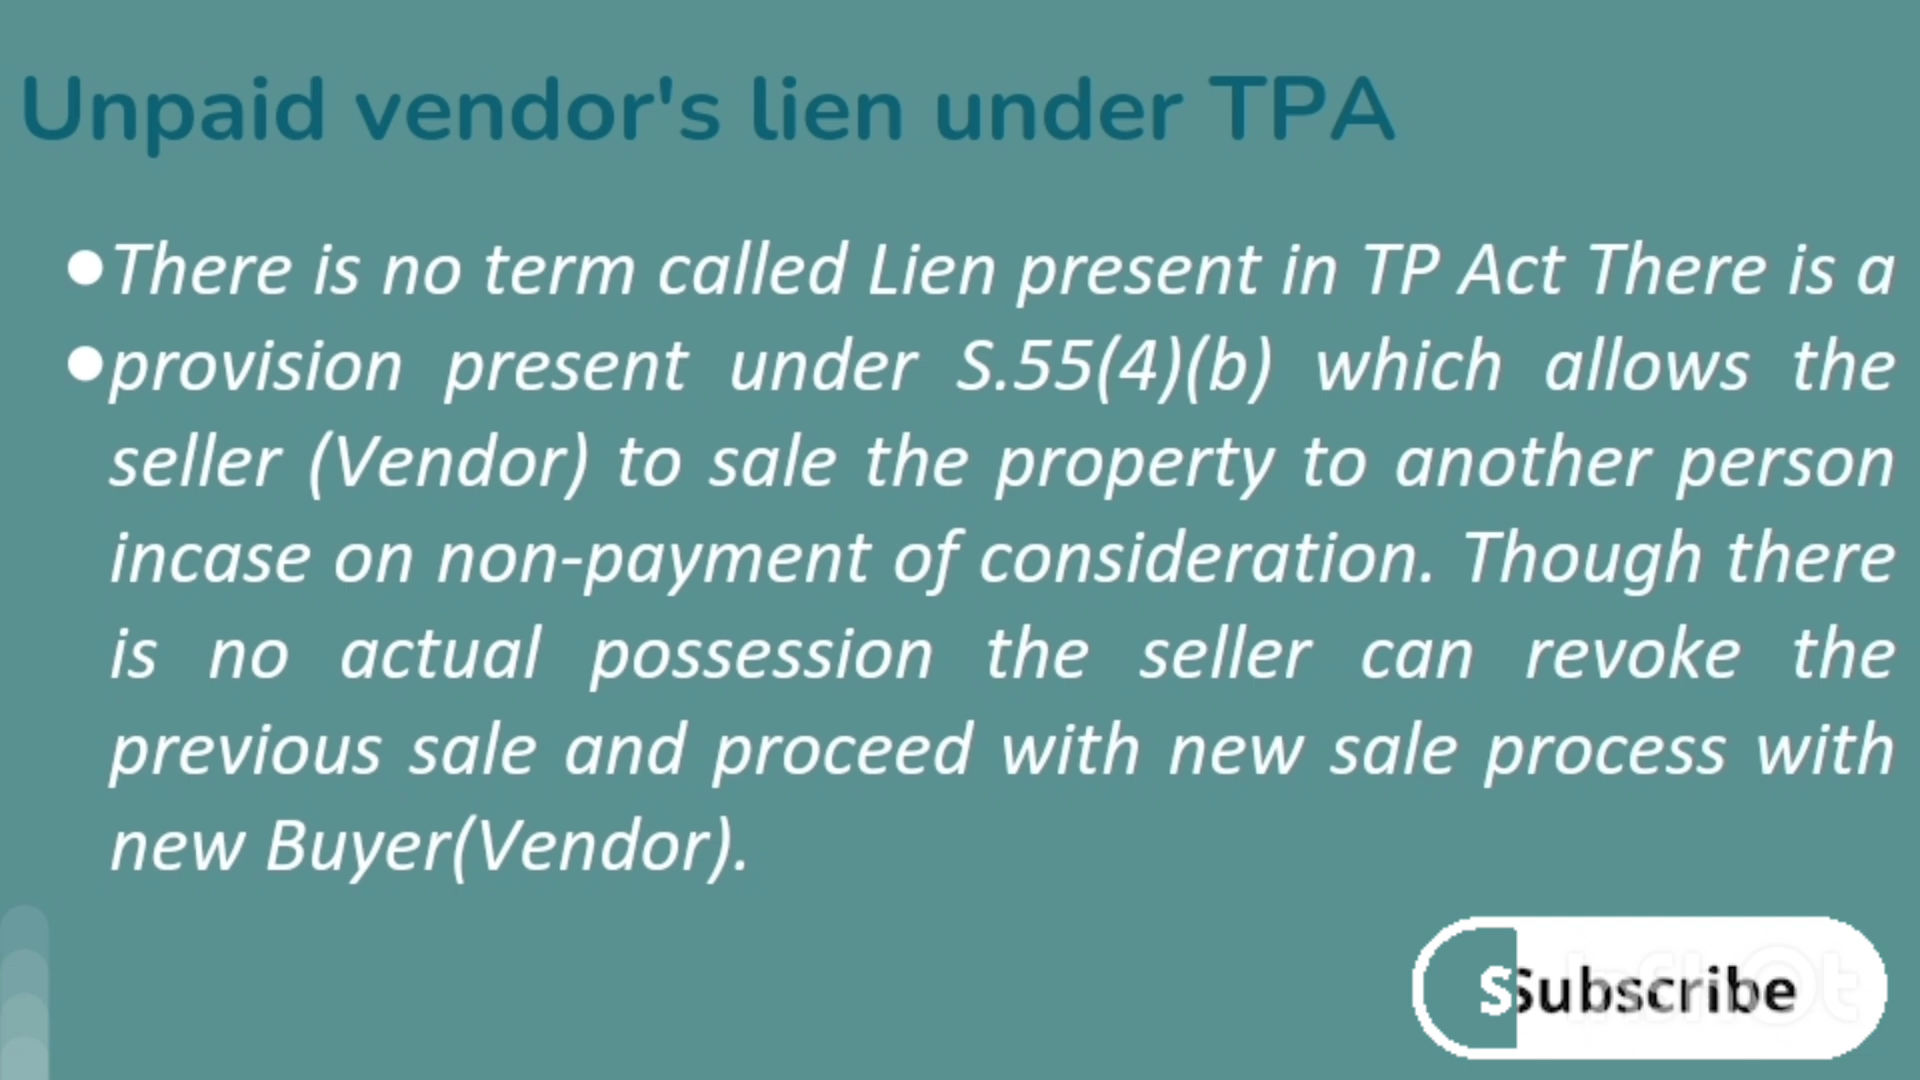 Unpaid vendor's lien under TPA
●There is no term called Lien present in TP Act There is a
●provision present under S.55(4)(b) which allows the
seller (Vendor) to sale the property to another person
incase on non-payment of consideration. Though there
is no actual possession the seller can revoke the
previous sale and proceed with new sale process with
new Buyer(Vendor).
Subscribe